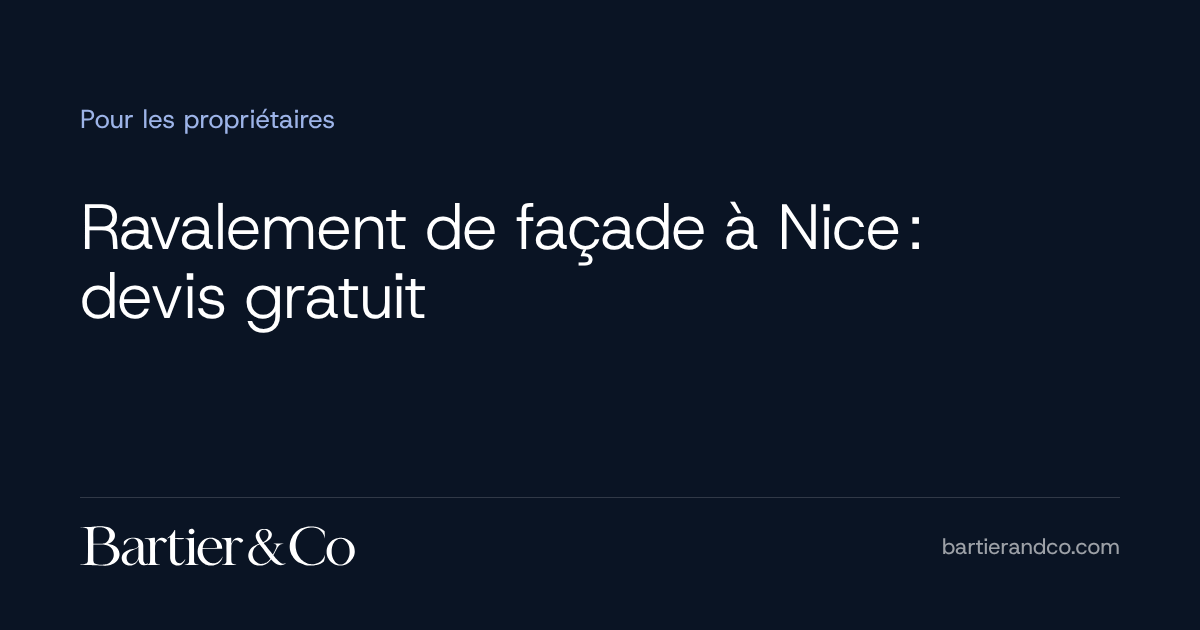 Pour les propriétaires
Ravalement de façade à Nice :
devis gratuit
Bartier & Co
bartierandco.com